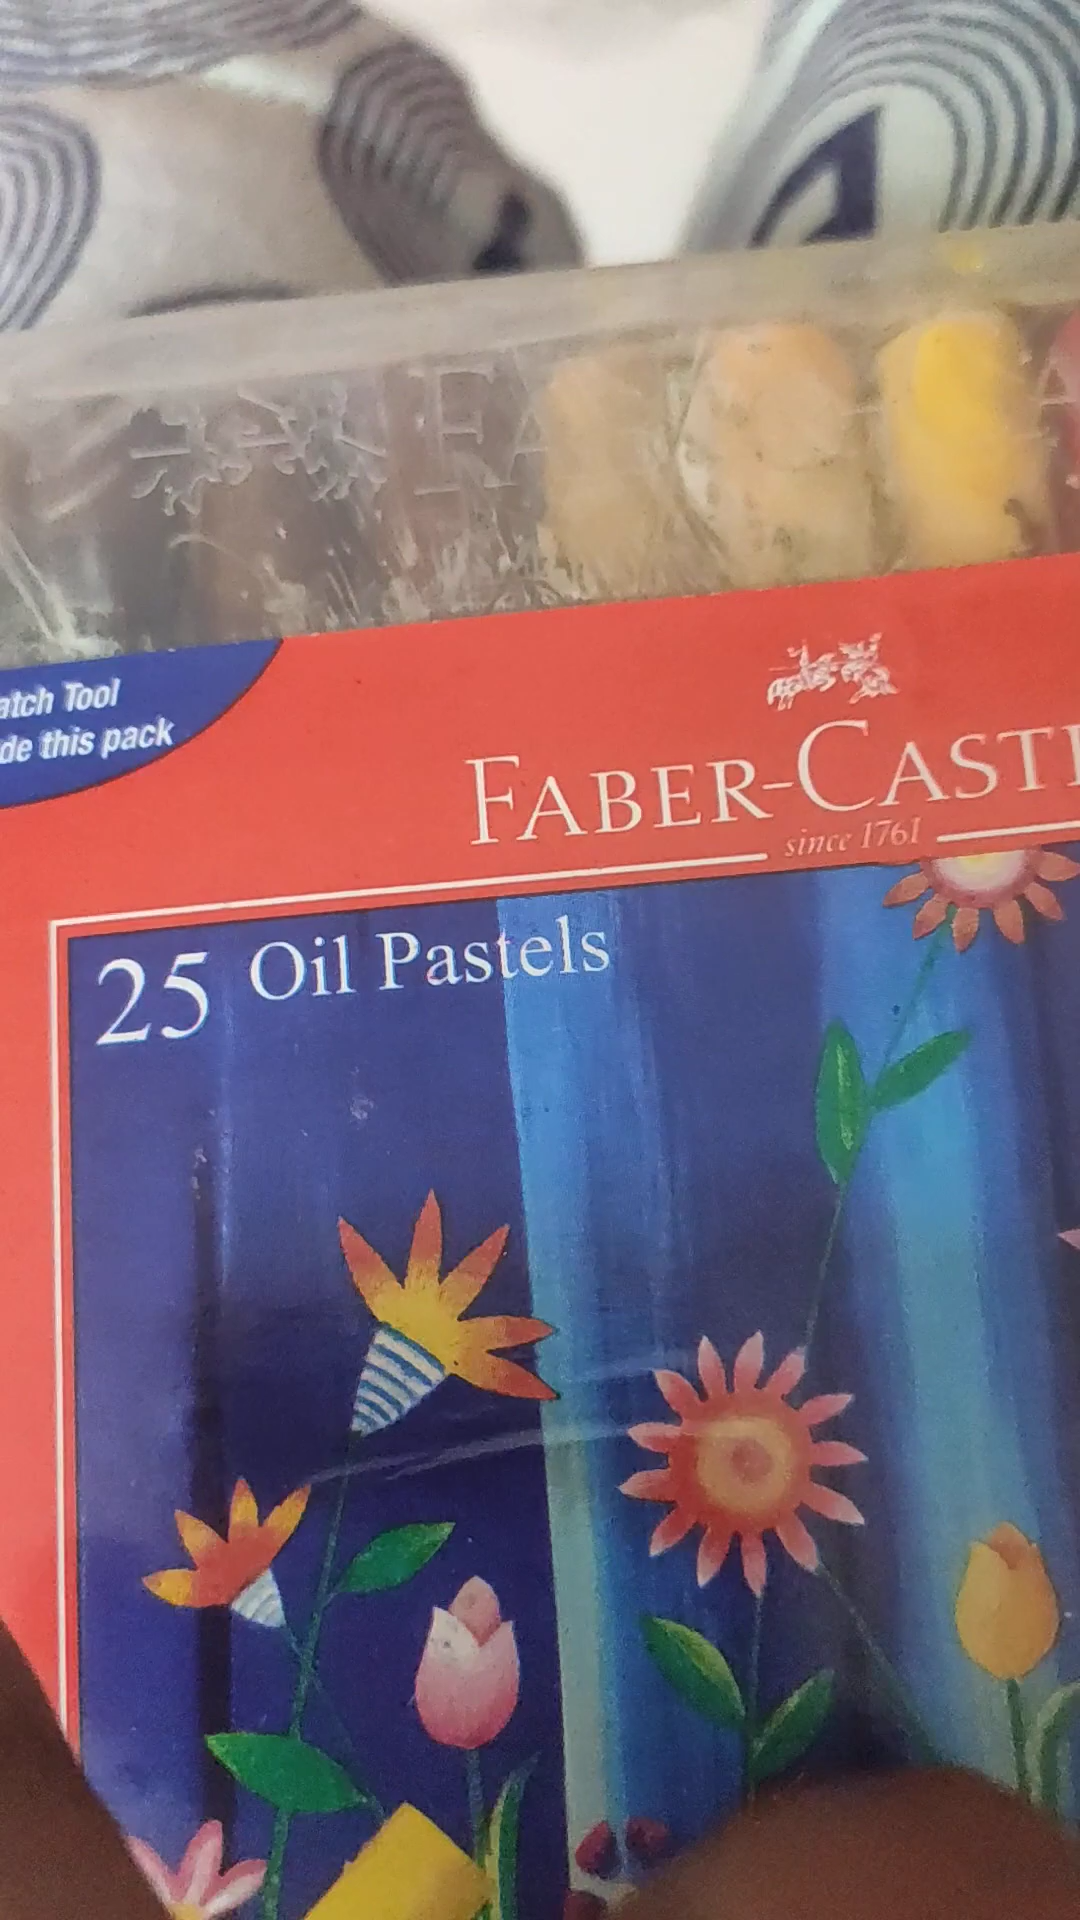 atch Tool
de this pack
FABER-CASTE
since 1761
25 Oil Pastels